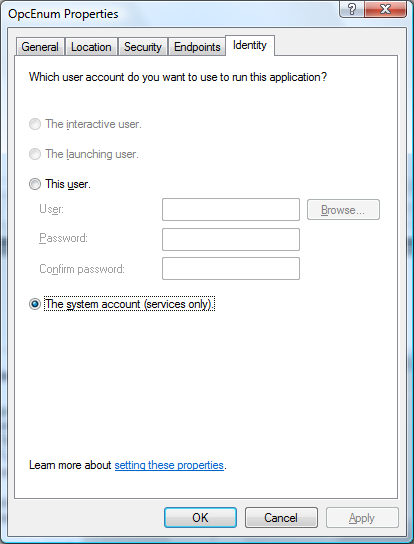 OpcEnum Properties
General Location Security Endpoints Identity
Which user account do you want to use to run this application?
The interactive user.
The launching user.
This user.
User: Browse...
Password:
Confirm password:
The system account (services only).
Learn more about setting these properties.
OK Cancel Apply